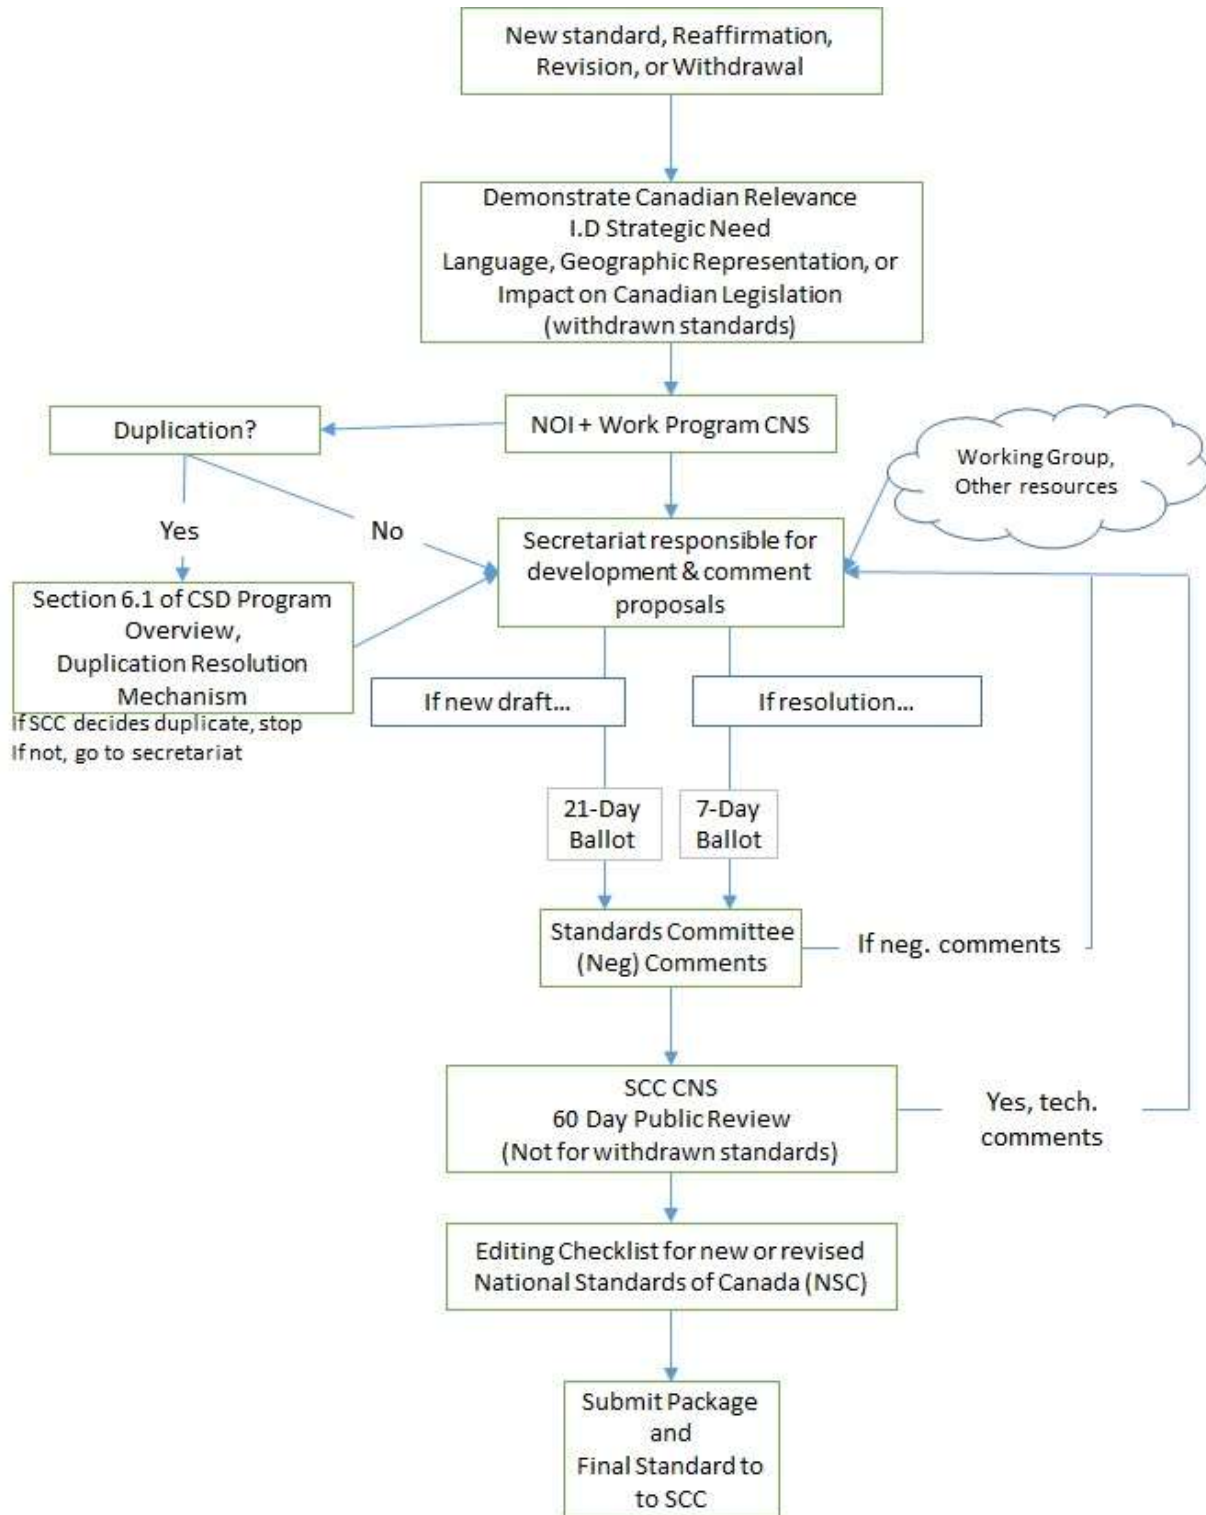 New standard, Reaffirmation,
Revision, or Withdrawal
Demonstrate Canadian Relevance
I.D Strategic Need
Language, Geographic Representation, or
Impact on Canadian Legislation
(withdrawn standards)
Duplication?
NOI + Work Program CNS
Working Group,
Other resources
Yes
No
Secretariat responsible for
development & comment
proposals
Section 6.1 of CSD Program
Overview,
Duplication Resolution
Mechanism
If SCC decides duplicate, stop
If not, go to secretariat
If new draft...
If resolution...
21-Day
Ballot
7-Day
Ballot
Standards Committee
(Neg) Comments
If neg. comments
SCC CNS
60 Day Public Review
(Not for withdrawn standards)
Yes, tech.
comments
Editing Checklist for new or revised
National Standards of Canada (NSC)
Submit Package
and
Final Standard to
to SCC